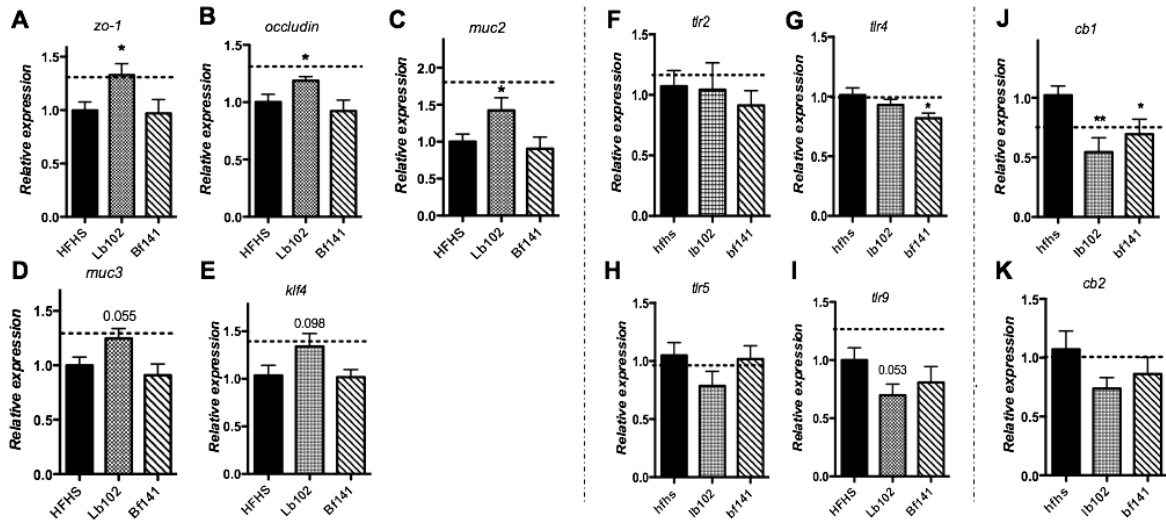 A
zo-1
*
1.5
1.0
0.5
0.0
Relative expression
HFHS
Lb102
Bf141
B
occludin
*
1.5
1.0
0.5
0.0
Relative expression
HFHS
Lb102
Bf141
C
muc2
*
2.0
1.5
1.0
0.5
0.0
Relative expression
HFHS
Lb102
Bf141
D
muc3
0.055
1.5
1.0
0.5
0.0
Relative expression
HFHS
Lb102
Bf141
E
klf4
0.098
1.5
1.0
0.5
0.0
Relative expression
HFHS
Lb102
Bf141
F
tlr2
1.5
1.0
0.5
0.0
Relative expression
hfhs
lb102
bf141
G
tlr4
*
1.5
1.0
0.5
0.0
Relative expression
hfhs
lb102
bf141
H
tlr5
1.5
1.0
0.5
0.0
Relative expression
hfhs
lb102
bf141
I
tlr9
0.053
1.5
1.0
0.5
0.0
Relative expression
HFHS
Lb102
Bf141
J
cb1
** *
1.0
0.5
0.0
Relative expression
hfhs
lb102
bf141
K
cb2
1.5
1.0
0.5
0.0
Relative expression
hfhs
lb102
bf141